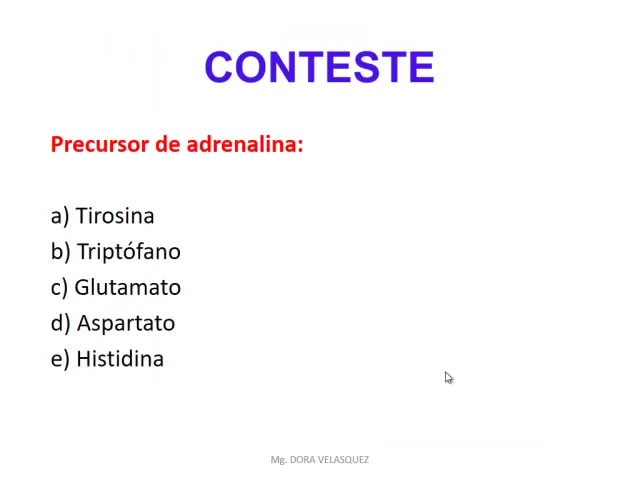 CONTESTE
Precursor de adrenalina:
a) Tirosina
b) Triptófano
c) Glutamato
d) Aspartato
e) Histidina
Mg. DORA VELASQUEZ